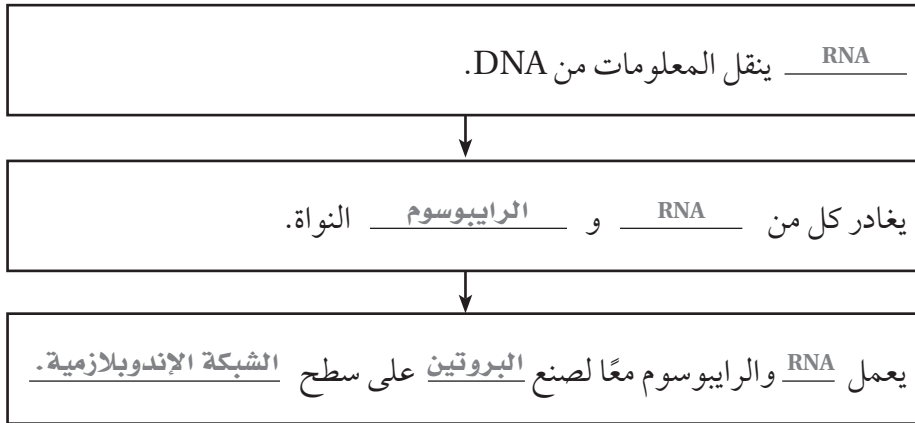 RNA ينقل المعلومات من DNA.
يغادر كل من RNA و الرايبوسوم النواة.
يعمل RNA والرايبوسوم معًا لصنع البروتين على سطح الشبكة الإندوبلازمية.